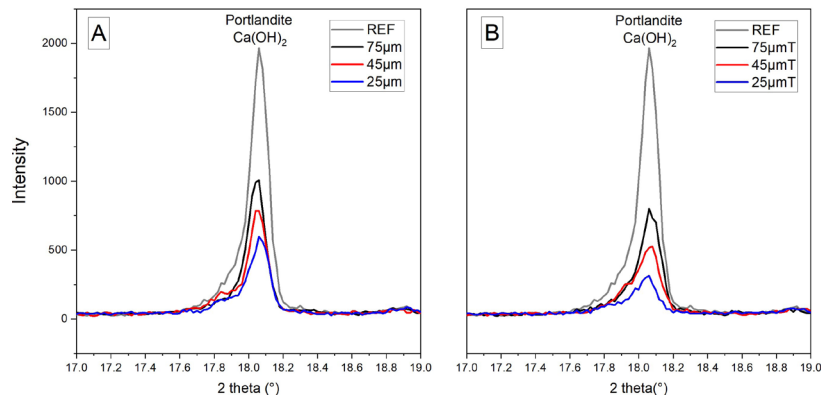 A
Portlandite
Ca(OH)₂
REF
75µm
45µm
25µm
Intensity
2000
1500
1000
500
0
17.0 17.2 17.4 17.6 17.8 18.0 18.2 18.4 18.6 18.8 19.0
2 theta (°)
B
Portlandite
Ca(OH)₂
REF
75µmT
45µmT
25µmT
17.0 17.2 17.4 17.6 17.8 18.0 18.2 18.4 18.6 18.8 19.0
2 theta(°)